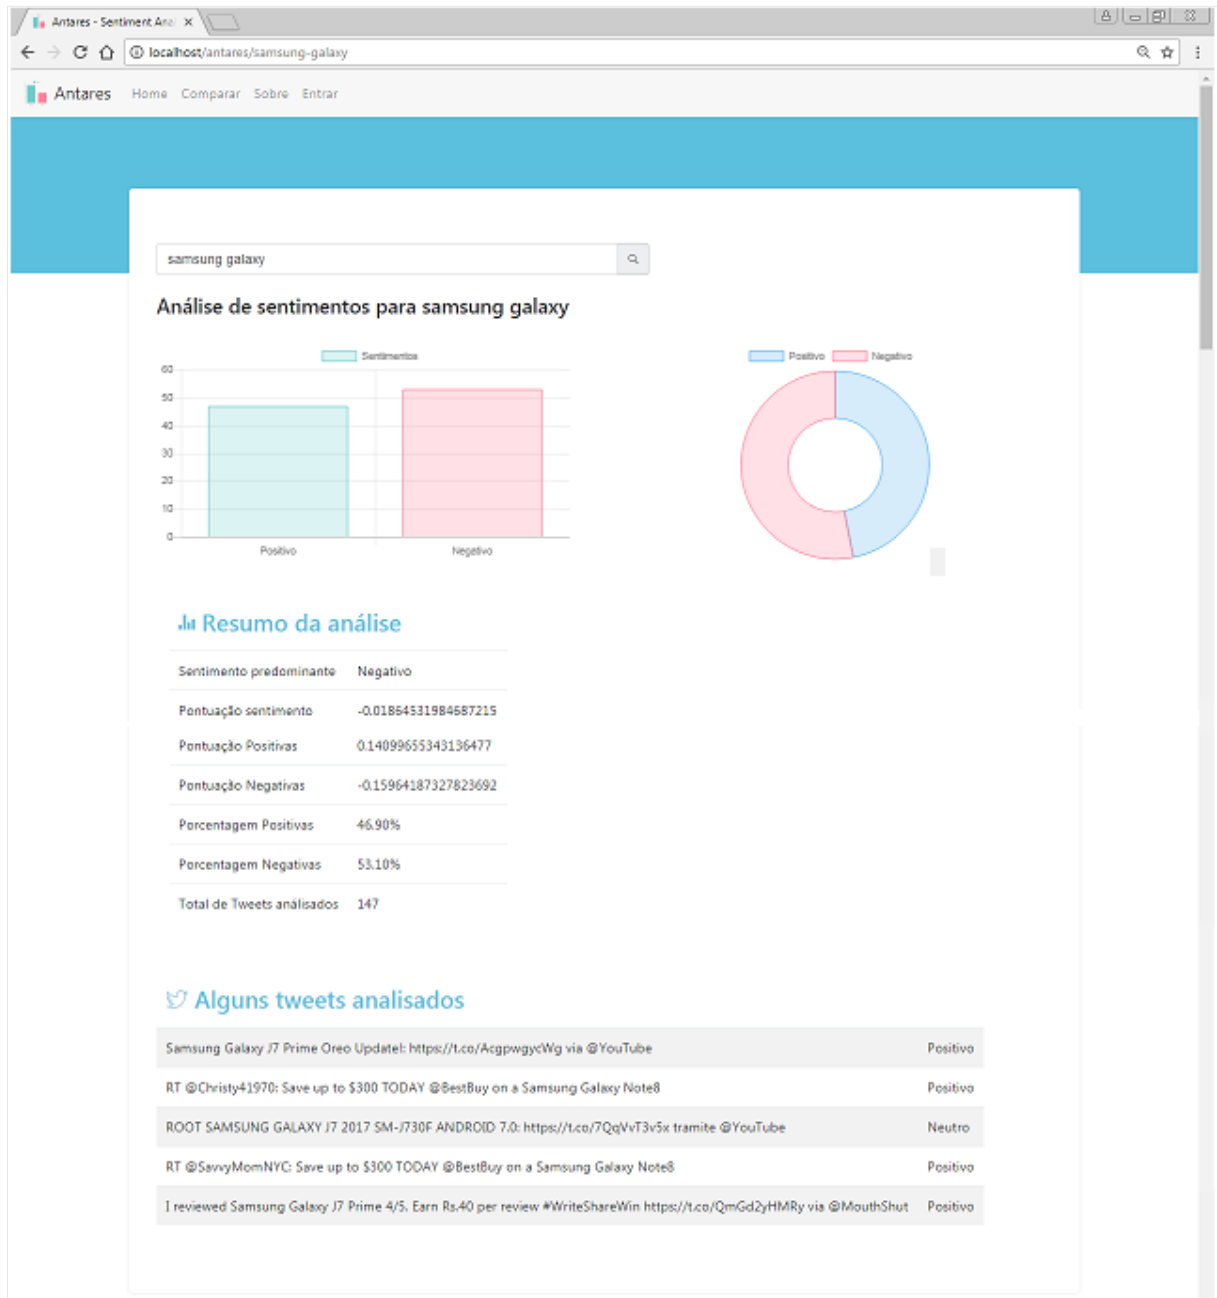 Antares - Sentiment Anal
localhost/antares/samsung-galaxy
Antares Home Comparar Sobre Entrar
samsung galaxy
Análise de sentimentos para samsung galaxy
Sentimentos
60
50
40
30
20
10
0
Positivo Negativo
Positivo Negativo
Resumo da análise
Sentimento predominante Negativo
Pontuação sentimento -0.01864531984687215
Pontuação Positivas 0.14099655343136477
Pontuação Negativas -0.15964187327823692
Porcentagem Positivas 46.90%
Porcentagem Negativas 53.10%
Total de Tweets análisados 147
Alguns tweets analisados
Samsung Galaxy J7 Prime Oreo Update!: https://t.co/AcgpwgycWg via @YouTube Positivo
RT @Christy41970: Save up to $300 TODAY @BestBuy on a Samsung Galaxy Note8 Positivo
ROOT SAMSUNG GALAXY J7 2017 SM-J730F ANDROID 7.0: https://t.co/7QqVvT3v5x tramite @YouTube Neutro
RT @SavvyMomNYC: Save up to $300 TODAY @BestBuy on a Samsung Galaxy Note8 Positivo
I reviewed Samsung Galaxy J7 Prime 4/5. Earn Rs.40 per review #WriteShareWin https://t.co/QmGd2yHMRy via @MouthShut Positivo